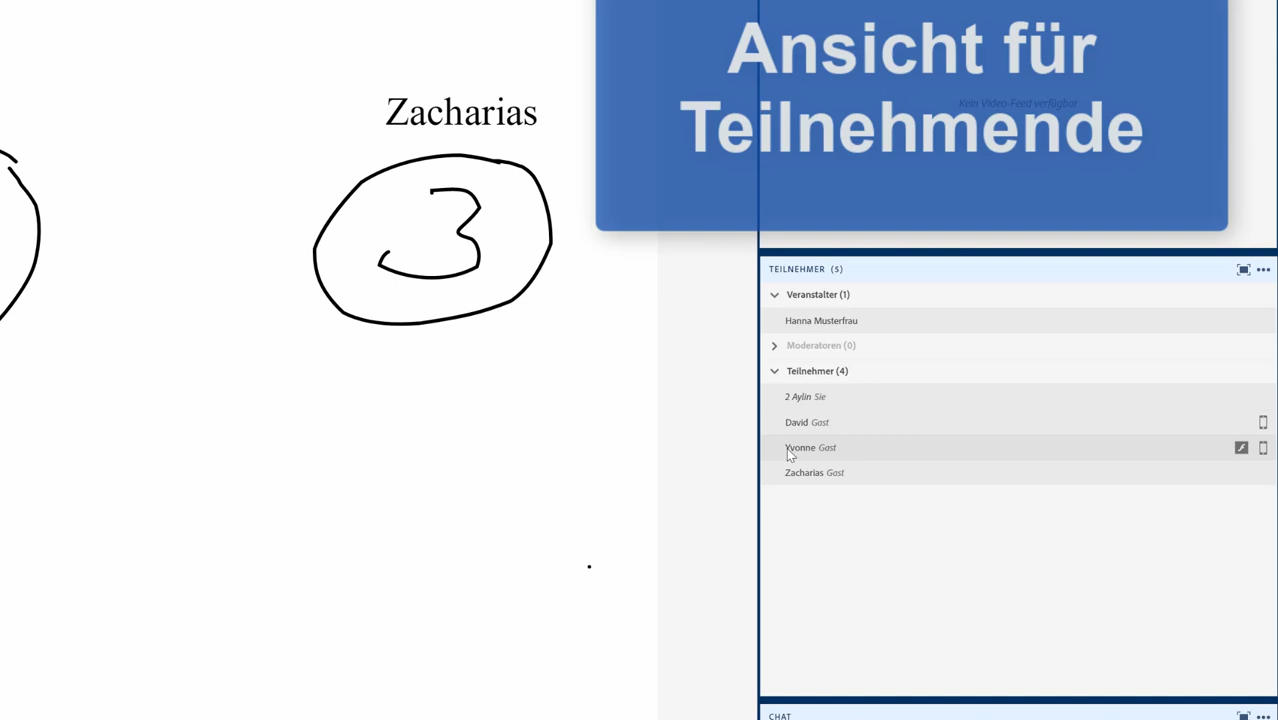 Zacharias
3
Ansicht für
Teilnehmende
Kein Video-Feed verfügbar
TEILNEHMER (5)
Veranstalter (1)
Hanna Musterfrau
Moderatoren (0)
Teilnehmer (4)
2 Aylin Sie
David Gast
Yvonne Gast
Zacharias Gast
CHAT